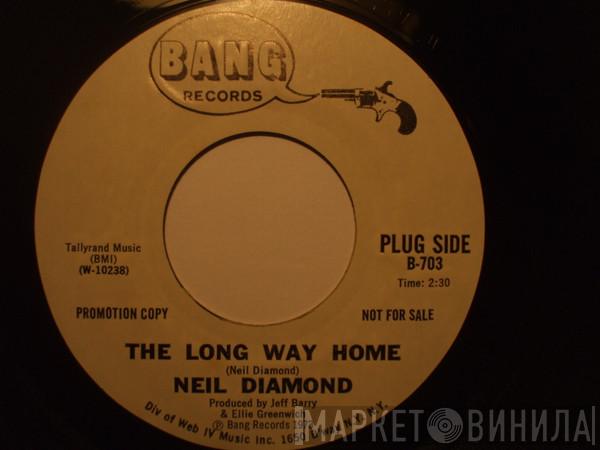 BANG
RECORDS
Tallyrand Music
(BMI)
(W-10238)
PLUG SIDE
B-703
Time: 2:30
PROMOTION COPY
NOT FOR SALE
THE LONG WAY HOME
(Neil Diamond)
NEIL DIAMOND
Produced by Jeff Barry
& Ellie Greenwich
℗ Bang Records
Div of Web IV Music Inc. 1650 B'way N.Y. N.Y.
МАРКЕТ ВИНИЛА